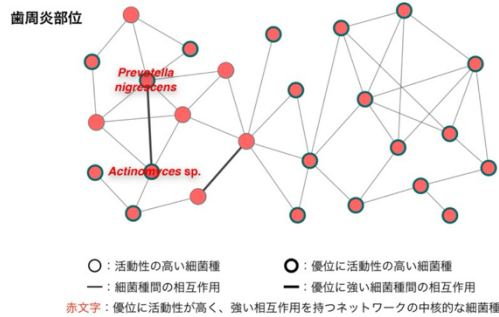 歯周炎部位
Prevotella
nigrescens
Actinomyces sp.
○：活動性の高い細菌種
○：優位に活動性の高い細菌種
―：細菌種間の相互作用
━：優位に強い細菌種間の相互作用
赤文字：優位に活動性が高く、強い相互作用を持つネットワークの中核的な細菌種